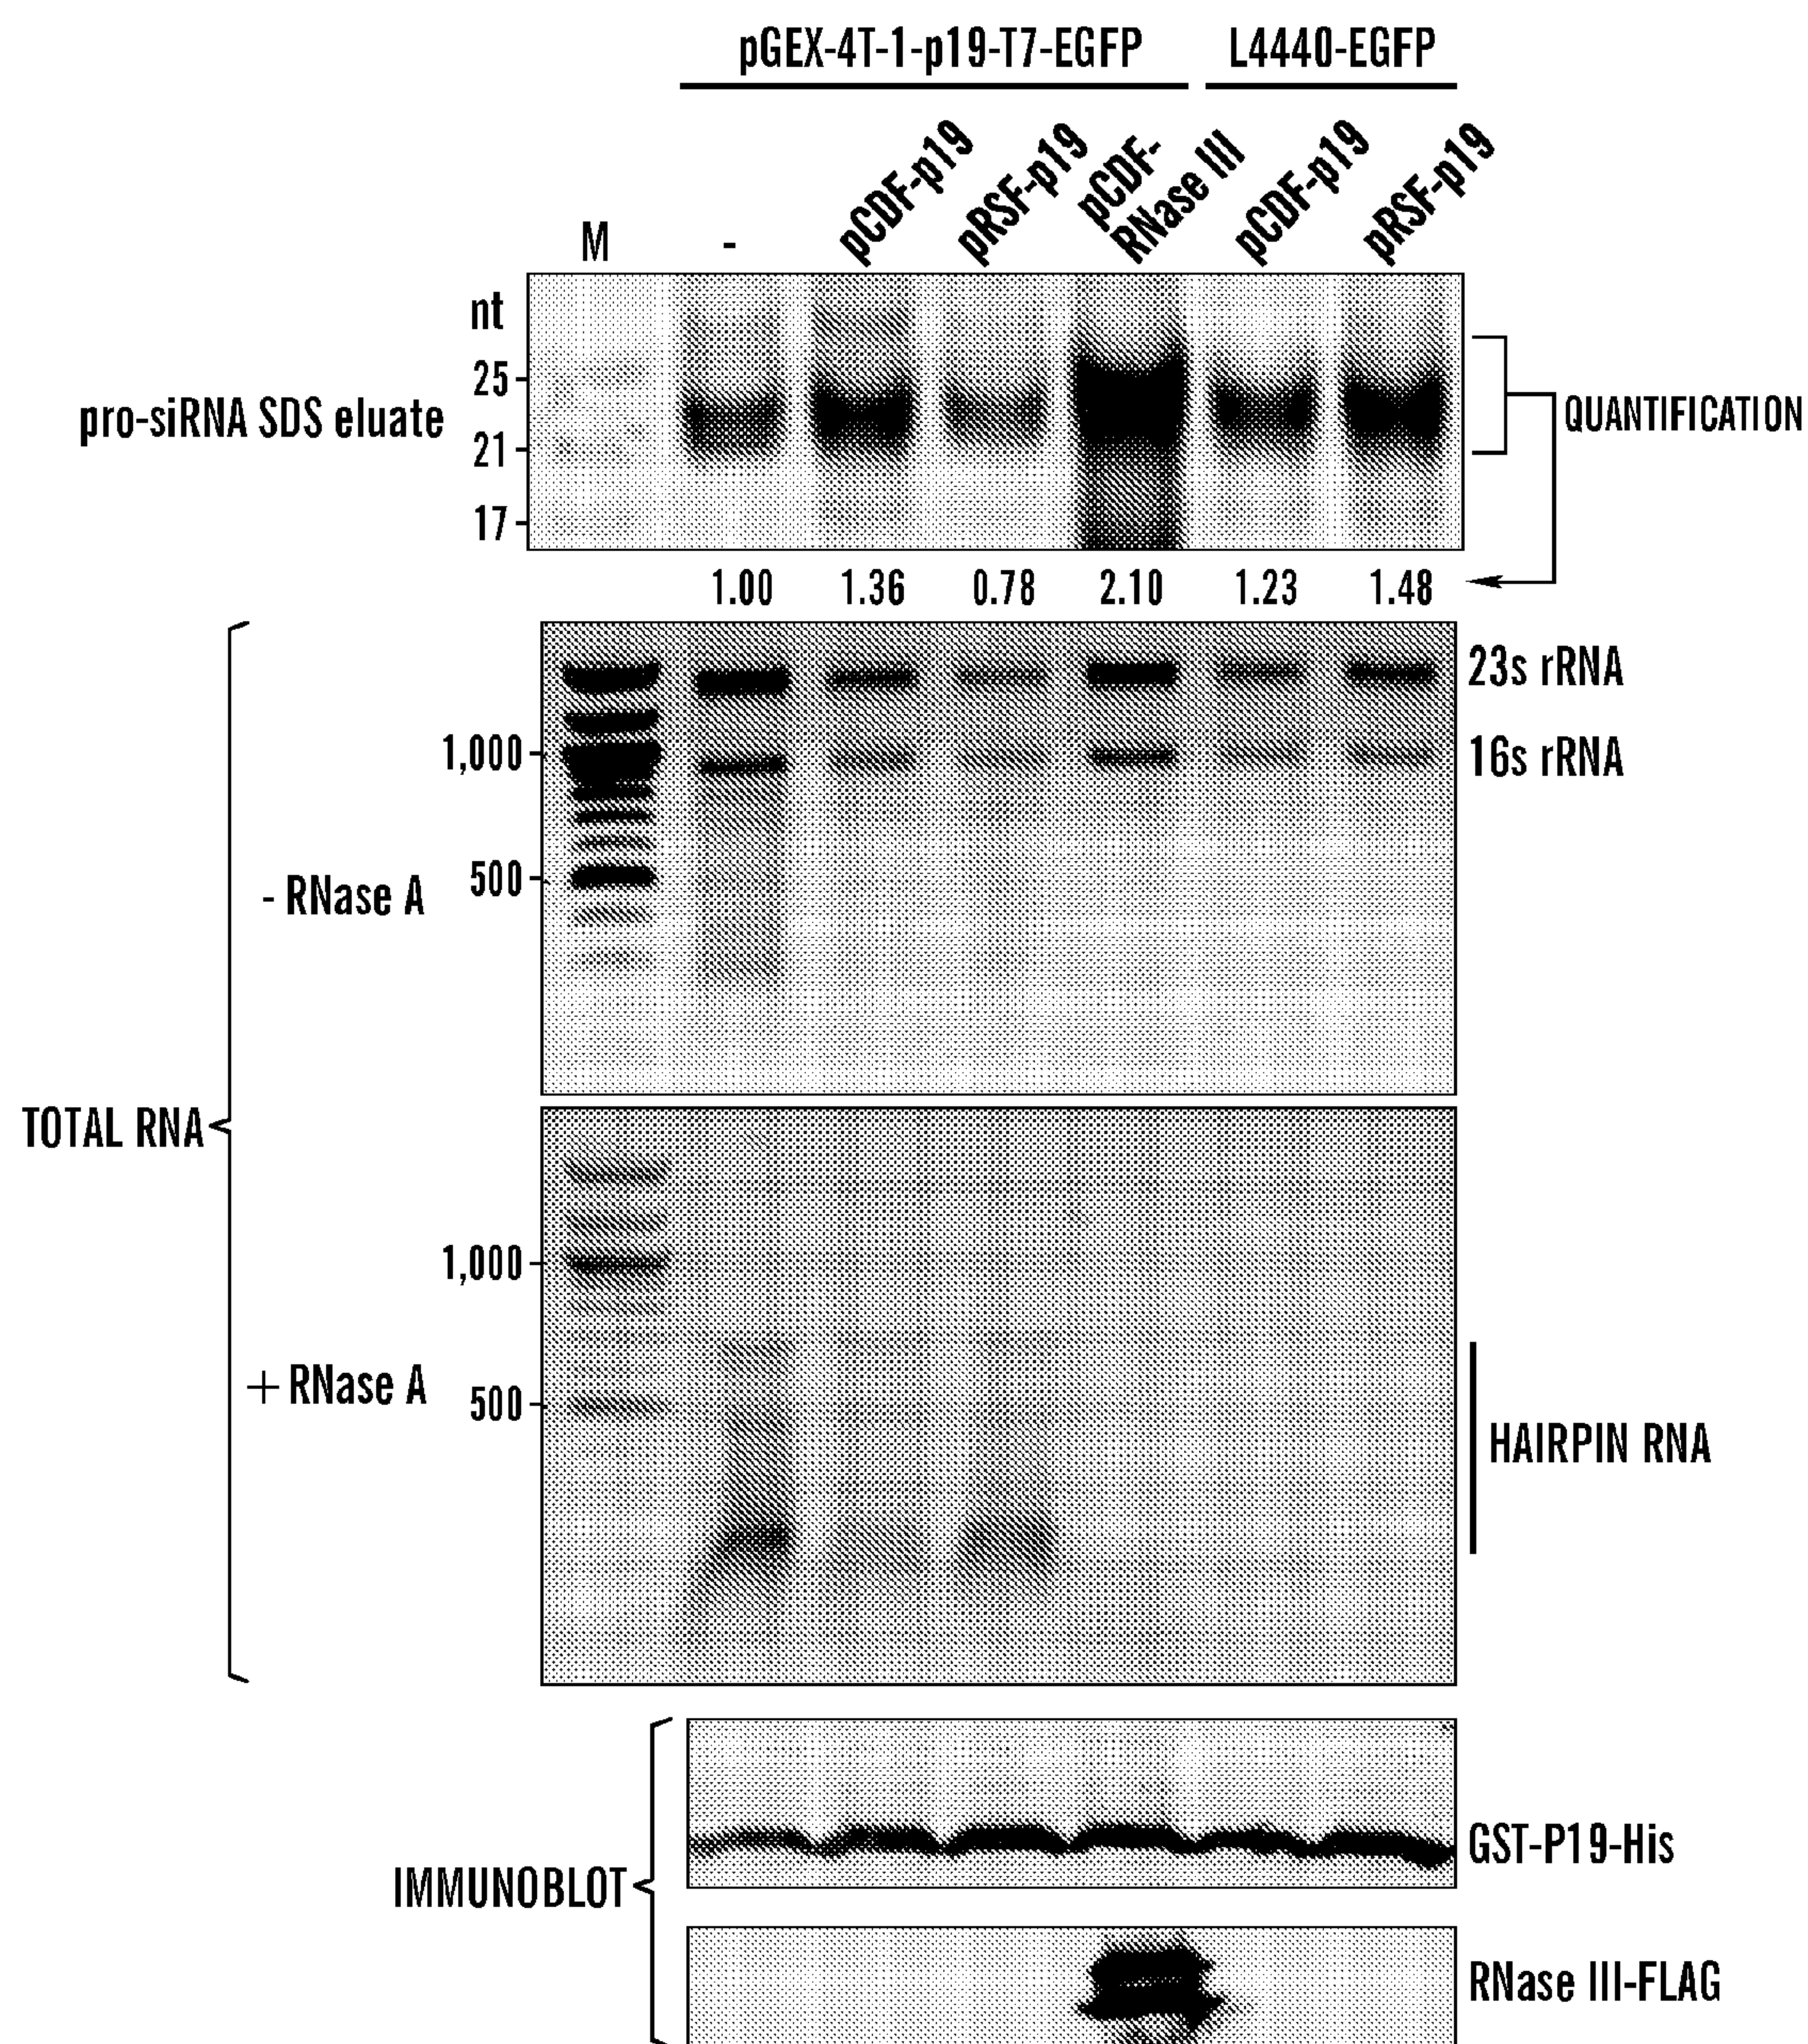 pGEX-4T-1-p19-T7-EGFP L4440-EGFP
M - pCDF-p19 pRSF-p19 pCDF- pCDF-p19 pRSF-p19
RNase III
nt
25
pro-siRNA SDS eluate
21
17
QUANTIFICATION
1.00 1.36 0.78 2.10 1.23 1.48
23s rRNA
1,000
16s rRNA
- RNase A
500
TOTAL RNA
1,000
+ RNase A
500
HAIRPIN RNA
IMMUNOBLOT
GST-P19-His
RNase III-FLAG